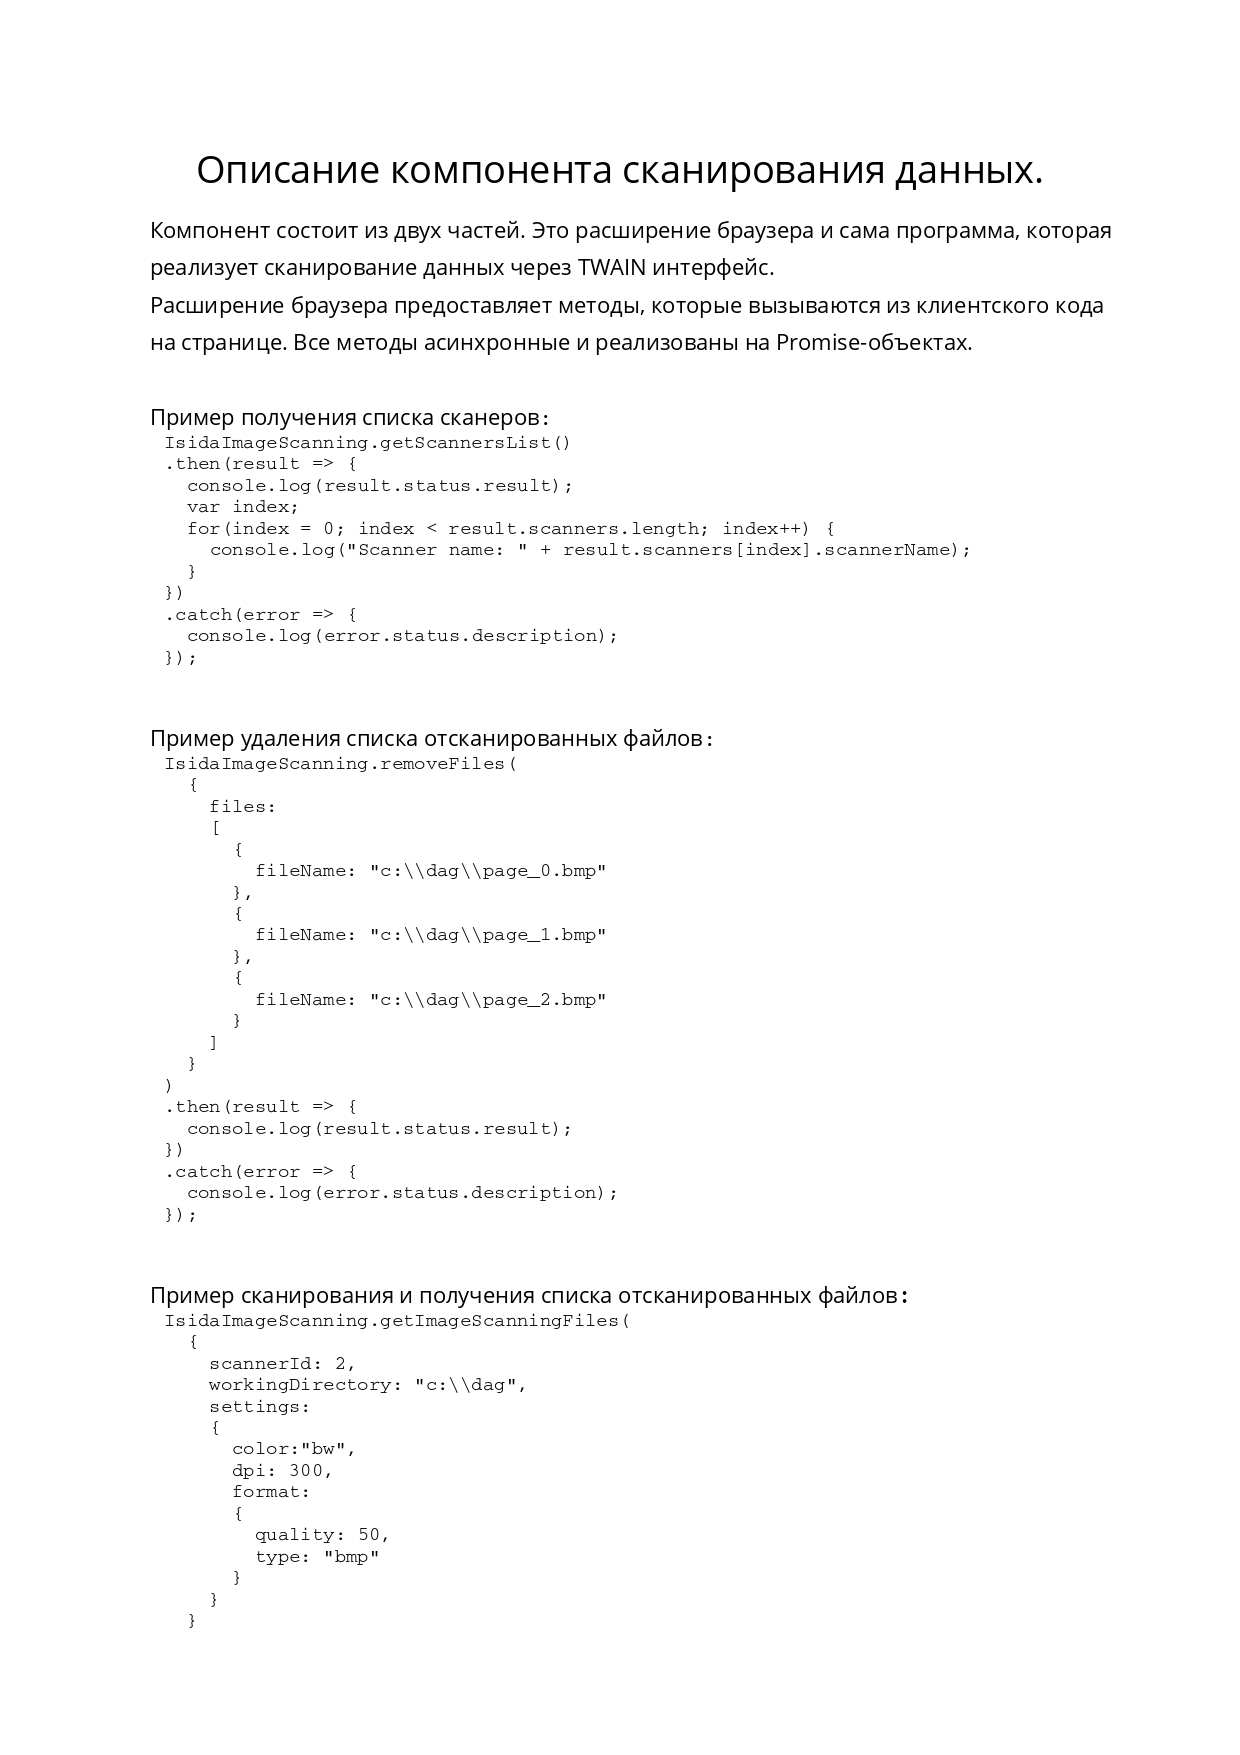 Описание компонента сканирования данных.
Компонент состоит из двух частей. Это расширение браузера и сама программа, которая
реализует сканирование данных через TWAIN интерфейс.
Расширение браузера предоставляет методы, которые вызываются из клиентского кода
на странице. Все методы асинхронные и реализованы на Promise-объектах.
Пример получения списка сканеров:
IsidaImageScanning.getScannersList()
.then(result => {
console.log(result.status.result);
var index;
for(index = 0; index < result.scanners.length; index++) {
console.log("Scanner name: " + result.scanners[index].scannerName);
}
})
.catch(error => {
console.log(error.status.description);
});
Пример удаления списка отсканированных файлов:
IsidaImageScanning.removeFiles(
{
files:
[
{
fileName: "c:\\dag\\page_0.bmp"
},
{
fileName: "c:\\dag\\page_1.bmp"
},
{
fileName: "c:\\dag\\page_2.bmp"
}
]
}
)
.then(result => {
console.log(result.status.result);
})
.catch(error => {
console.log(error.status.description);
});
Пример сканирования и получения списка отсканированных файлов:
IsidaImageScanning.getImageScanningFiles(
{
scannerId: 2,
workingDirectory: "c:\\dag",
settings:
{
color:"bw",
dpi: 300,
format:
{
quality: 50,
type: "bmp"
}
}
}